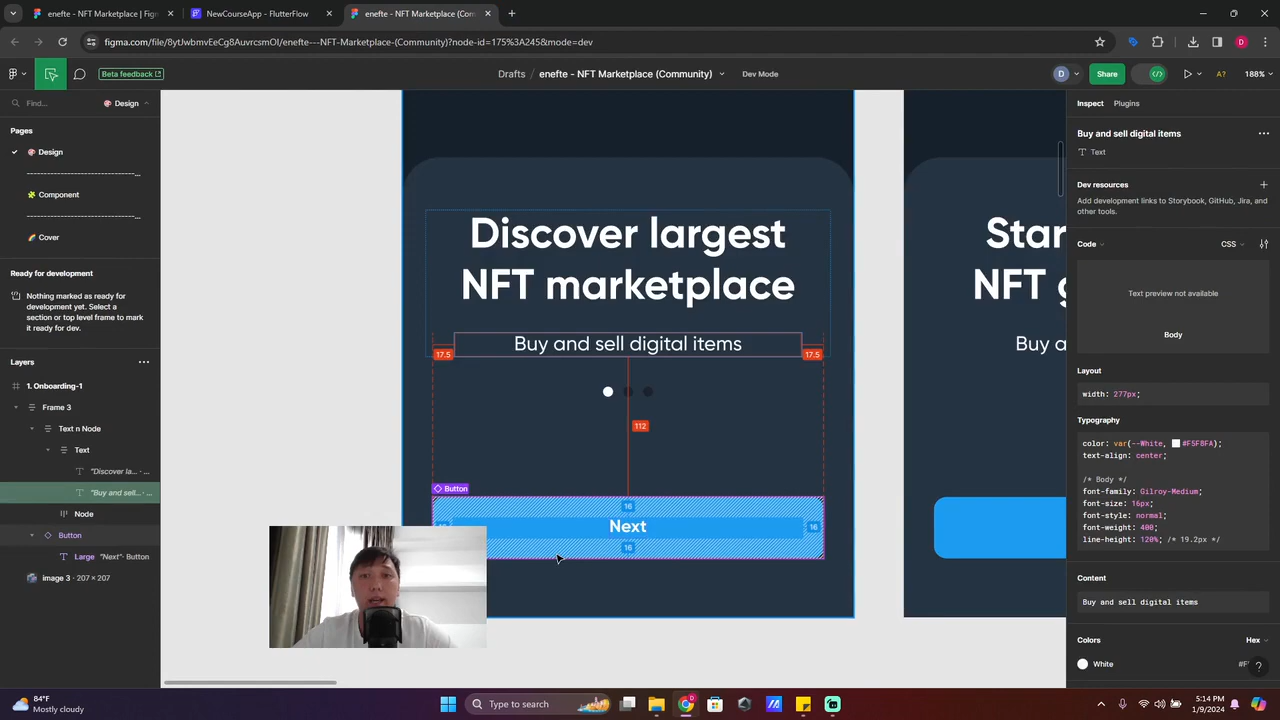 enefte - NFT Marketplace | Fig
NewCourseApp - FlutterFlow
enefte - NFT Marketplace (Com
figma.com/file/8ytJwbmvEeCg8AuvrcsmOI/enefte---NFT-Marketplace-(Community)?node-id=175%3A245&mode=dev
Beta feedback
Drafts / enefte - NFT Marketplace (Community)
Dev Mode
D
Share
A?
188%
Find...
Design
Pages
Design
Component
Cover
Ready for development
Nothing marked as ready for
development yet. Select a
section or top level frame to mark
it ready for dev.
Layers
1. Onboarding-1
Frame 3
Text n Node
Text
"Discover la... · ...
"Buy and sell... · ...
Node
Button
Large "Next" · Button
image 3 · 207 × 207
Discover largest
NFT marketplace
Buy and sell digital items
17.5
17.5
112
Button
16
Next
16
16
Star
NFT g
Buy a
Inspect
Plugins
Buy and sell digital items
Text
Dev resources
Add development links to Storybook, GitHub, Jira, and
other tools.
Code
CSS
Text preview not available
Body
Layout
width: 277px;
Typography
color: var(--White, #F5F8FA);
text-align: center;
/* Body */
font-family: Gilroy-Medium;
font-size: 16px;
font-style: normal;
font-weight: 400;
line-height: 120%; /* 19.2px */
Content
Buy and sell digital items
Colors
Hex
White
?
84°F
Mostly cloudy
Type to search
5:14 PM
1/9/2024